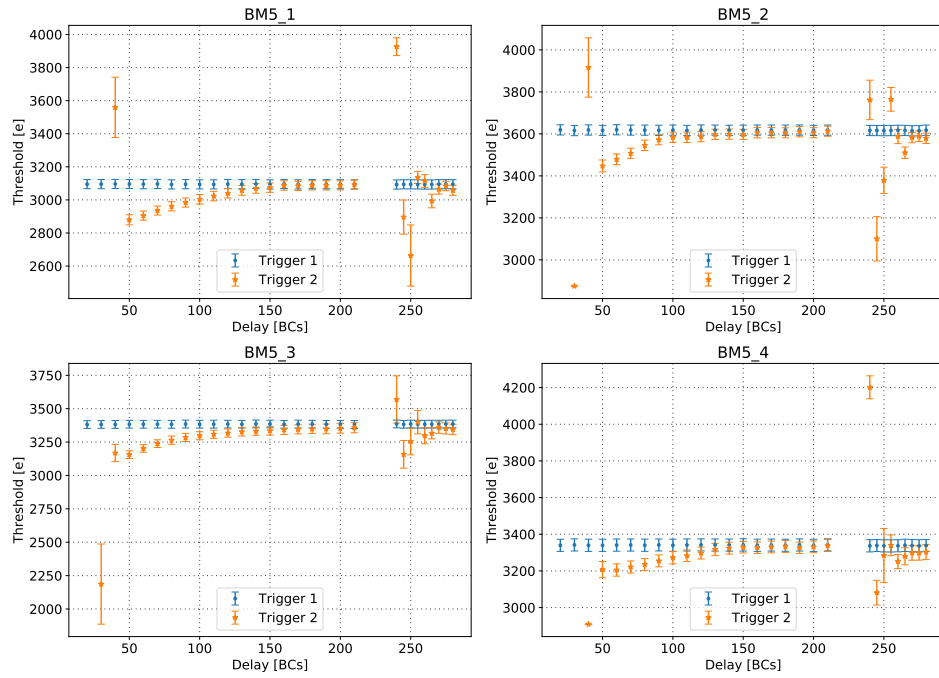 BM5_1
4000
3800
3600
3400
3200
3000
2800
2600
Threshold [e]
Trigger 1
Trigger 2
50 100 150 200 250
Delay [BCs]
BM5_2
4000
3800
3600
3400
3200
3000
Threshold [e]
Trigger 1
Trigger 2
50 100 150 200 250
Delay [BCs]
BM5_3
3750
3500
3250
3000
2750
2500
2250
2000
Threshold [e]
Trigger 1
Trigger 2
50 100 150 200 250
Delay [BCs]
BM5_4
4200
4000
3800
3600
3400
3200
3000
Threshold [e]
Trigger 1
Trigger 2
50 100 150 200 250
Delay [BCs]